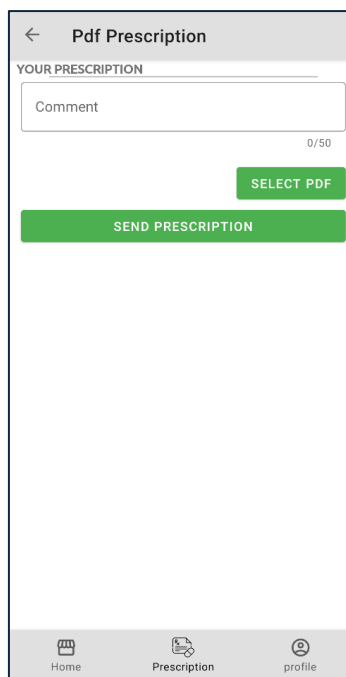 Pdf Prescription
YOUR PRESCRIPTION
Comment
0/50
SELECT PDF
SEND PRESCRIPTION
Home Prescription profile